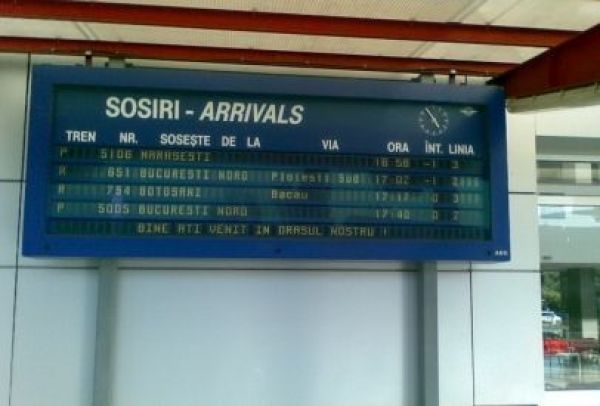 SOSIRI - ARRIVALS
TREN NR. SOSEȘTE DE LA VIA ORA ÎNT. LINIA
P 5106 MARASESTI 16:58 -1 3
A 651 BUCURESTI NORD Ploiesti Sud 17:02 -1 2
A 754 BOTOSANI Bacau 17:17 0 3
P 5005 BUCURESTI NORD 17:40 0 2
BINE ATI VENIT IN ORASUL NOSTRU !